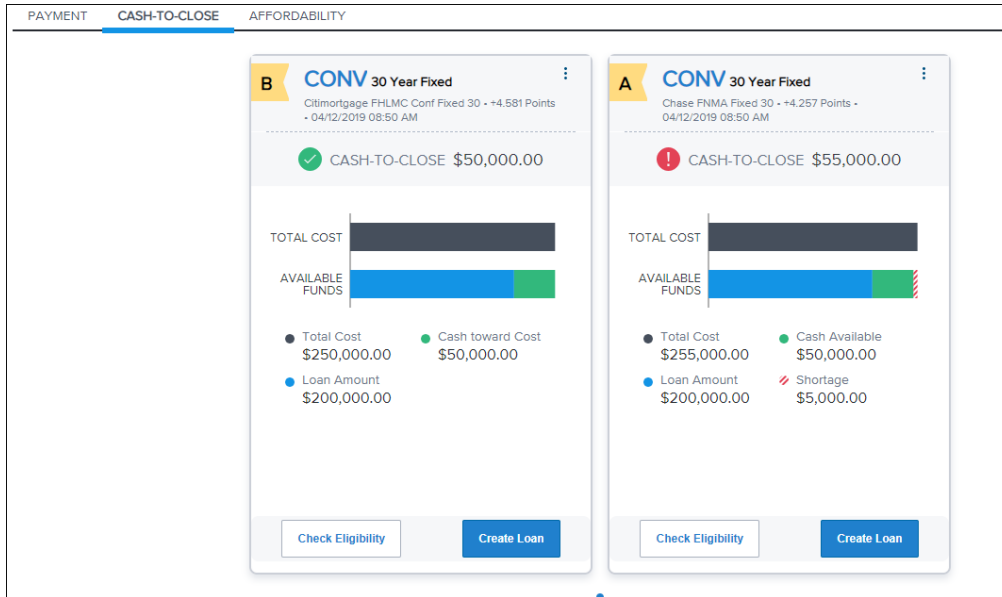 PAYMENT CASH-TO-CLOSE AFFORDABILITY
B CONV 30 Year Fixed
Citimortgage FHLMC Conf Fixed 30 - +4.581 Points
- 04/12/2019 08:50 AM
CASH-TO-CLOSE $50,000.00
TOTAL COST
AVAILABLE
FUNDS
Total Cost Cash toward Cost
$250,000.00 $50,000.00
Loan Amount
$200,000.00
Check Eligibility Create Loan
A CONV 30 Year Fixed
Chase FNMA Fixed 30 - +4.257 Points -
04/12/2019 08:50 AM
CASH-TO-CLOSE $55,000.00
TOTAL COST
AVAILABLE
FUNDS
Total Cost Cash Available
$255,000.00 $50,000.00
Loan Amount Shortage
$200,000.00 $5,000.00
Check Eligibility Create Loan